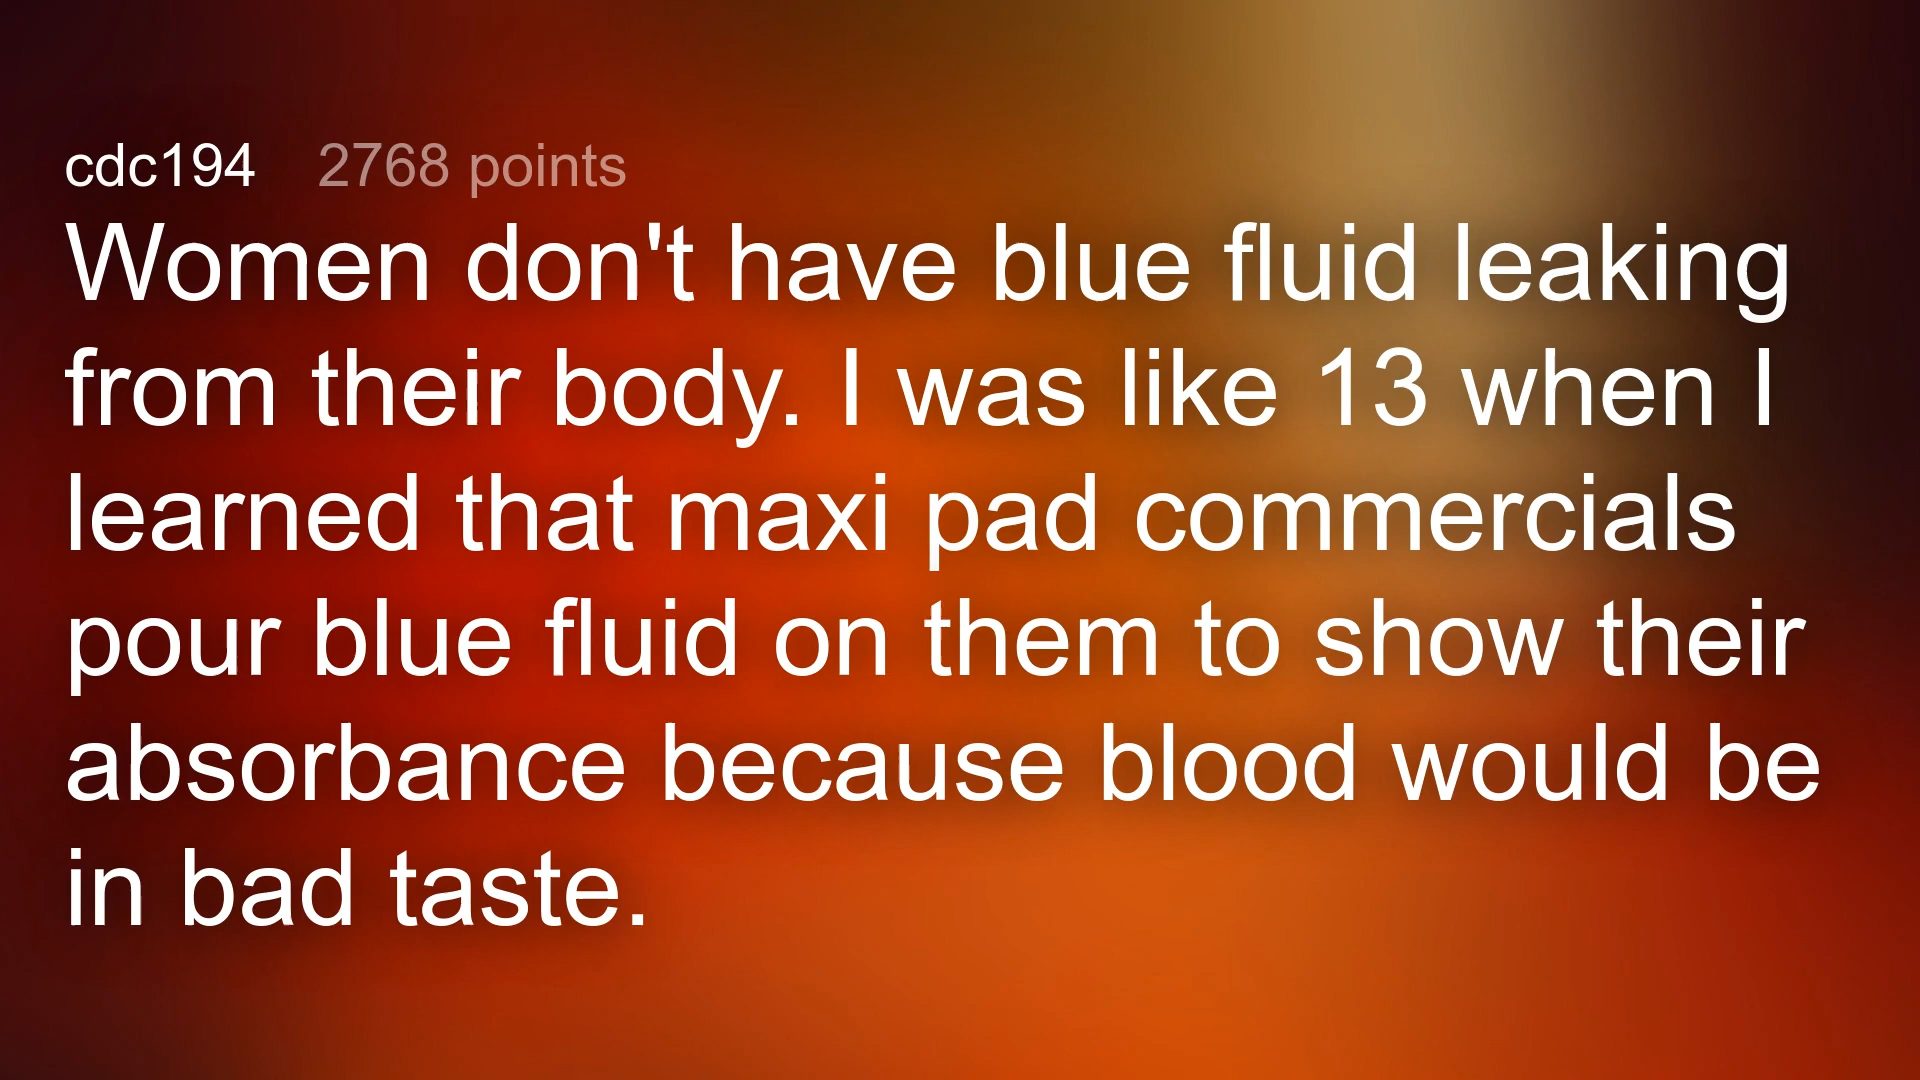 cdc194 2768 points
Women don't have blue fluid leaking
from their body. I was like 13 when I
learned that maxi pad commercials
pour blue fluid on them to show their
absorbance because blood would be
in bad taste.